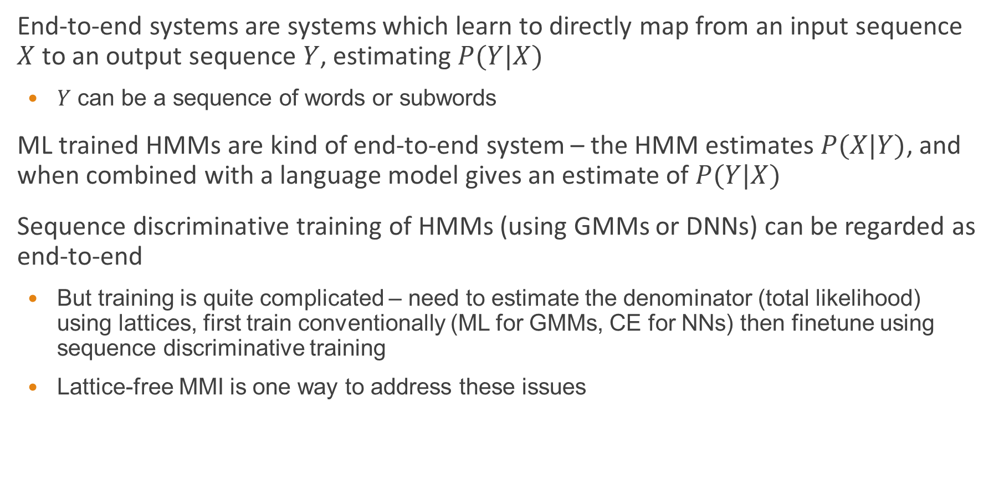 End-to-end systems are systems which learn to directly map from an input sequence
X to an output sequence Y, estimating P(Y|X)
• Y can be a sequence of words or subwords
ML trained HMMs are kind of end-to-end system – the HMM estimates P(X|Y), and
when combined with a language model gives an estimate of P(Y|X)
Sequence discriminative training of HMMs (using GMMs or DNNs) can be regarded as
end-to-end
• But training is quite complicated – need to estimate the denominator (total likelihood)
using lattices, first train conventionally (ML for GMMs, CE for NNs) then finetune using
sequence discriminative training
• Lattice-free MMI is one way to address these issues